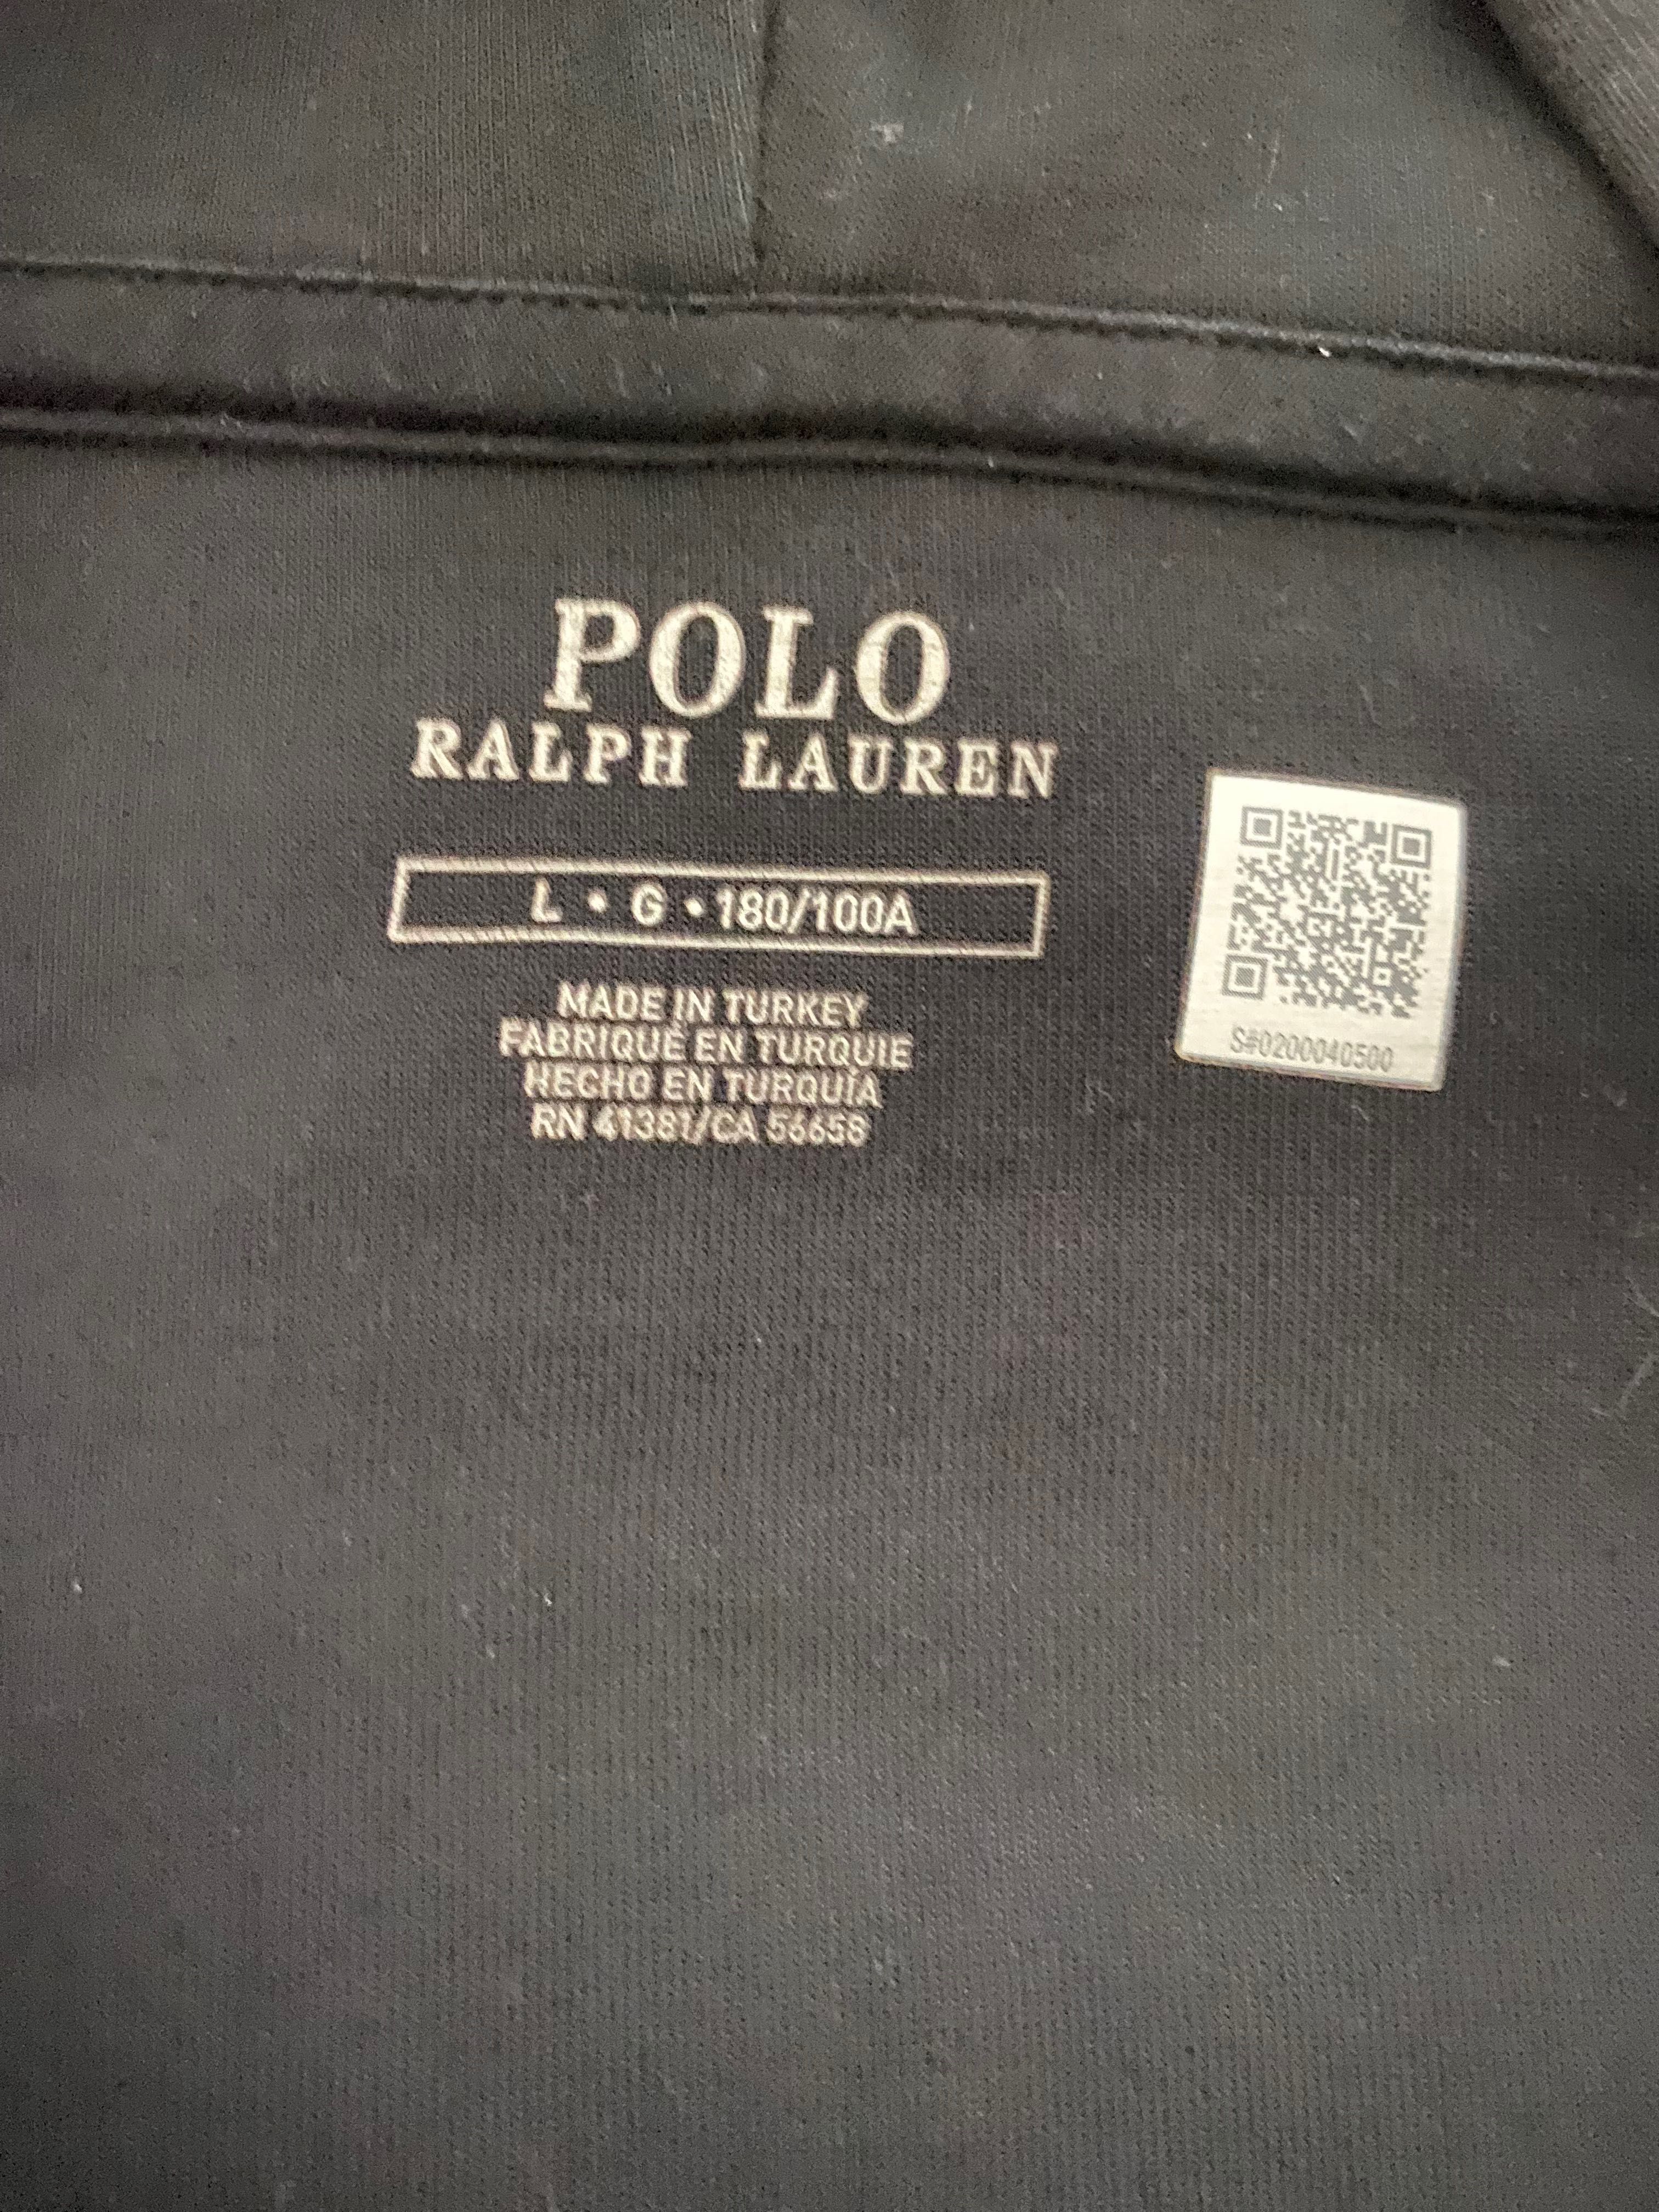 POLO
RALPH LAUREN
L • G • 180/100A
MADE IN TURKEY
FABRIQUÉ EN TURQUIE
HECHO EN TURQUÍA
RN 41381/CA 56658
S#0200040500